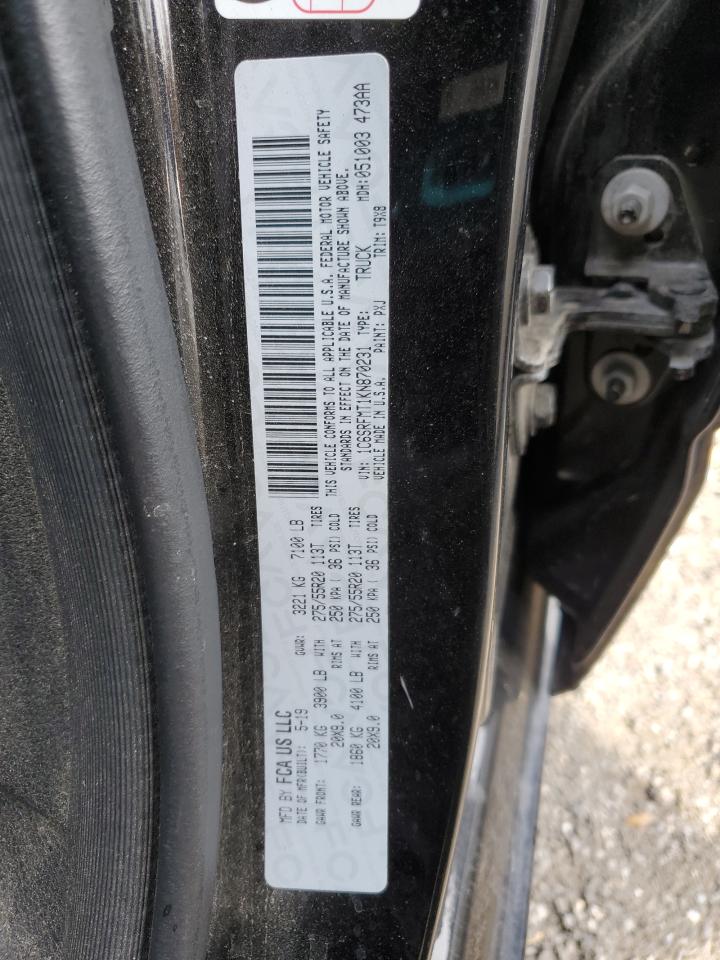 MFD BY FCA US LLC
DATE OF MFR(BUILT): 5-19 GVWR: 3221 KG 7100 LB
GAWR FRONT: 1770 KG 3900 LB WITH 275/55R20 113T TIRES
20X9.0 RIMS AT 250 KPA ( 36 PSI) COLD
GAWR REAR: 1860 KG 4100 LB WITH 275/55R20 113T TIRES
20X9.0 RIMS AT 250 KPA ( 36 PSI) COLD
THIS VEHICLE CONFORMS TO ALL APPLICABLE U.S.A. FEDERAL MOTOR VEHICLE SAFETY
STANDARDS IN EFFECT ON THE DATE OF MANUFACTURE SHOWN ABOVE.
VIN: 1C6SRFMT1KN870231 TYPE: TRUCK MDH:051003 473AA
VEHICLE MADE IN U.S.A. PAINT: PXJ TRIM: T9X8